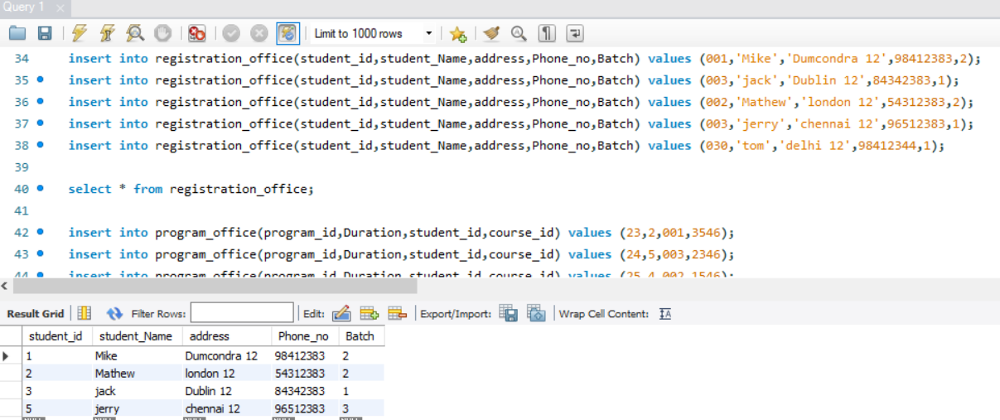 Query 1
Limit to 1000 rows
34 insert into registration_office(student_id,student_Name,address,Phone_no,Batch) values (001,'Mike','Dumcondra 12',98412383,2);
35 insert into registration_office(student_id,student_Name,address,Phone_no,Batch) values (003,'jack','Dublin 12',84342383,1);
36 insert into registration_office(student_id,student_Name,address,Phone_no,Batch) values (002,'Mathew','london 12',54312383,2);
37 insert into registration_office(student_id,student_Name,address,Phone_no,Batch) values (003,'jerry','chennai 12',96512383,1);
38 insert into registration_office(student_id,student_Name,address,Phone_no,Batch) values (030,'tom','delhi 12',98412344,1);
39
40 select * from registration_office;
41
42 insert into program_office(program_id,Duration,student_id,course_id) values (23,2,001,3546);
43 insert into program_office(program_id,Duration,student_id,course_id) values (24,5,003,2346);
44 insert into program_office(program_id,Duration,student_id,course_id) values (25,4,002,1546);
Result Grid Filter Rows: Edit: Export/Import: Wrap Cell Content: IA
student_id student_Name address Phone_no Batch
1 Mike Dumcondra 12 98412383 2
2 Mathew london 12 54312383 2
3 jack Dublin 12 84342383 1
5 jerry chennai 12 96512383 3
NULL NULL NULL NULL NULL